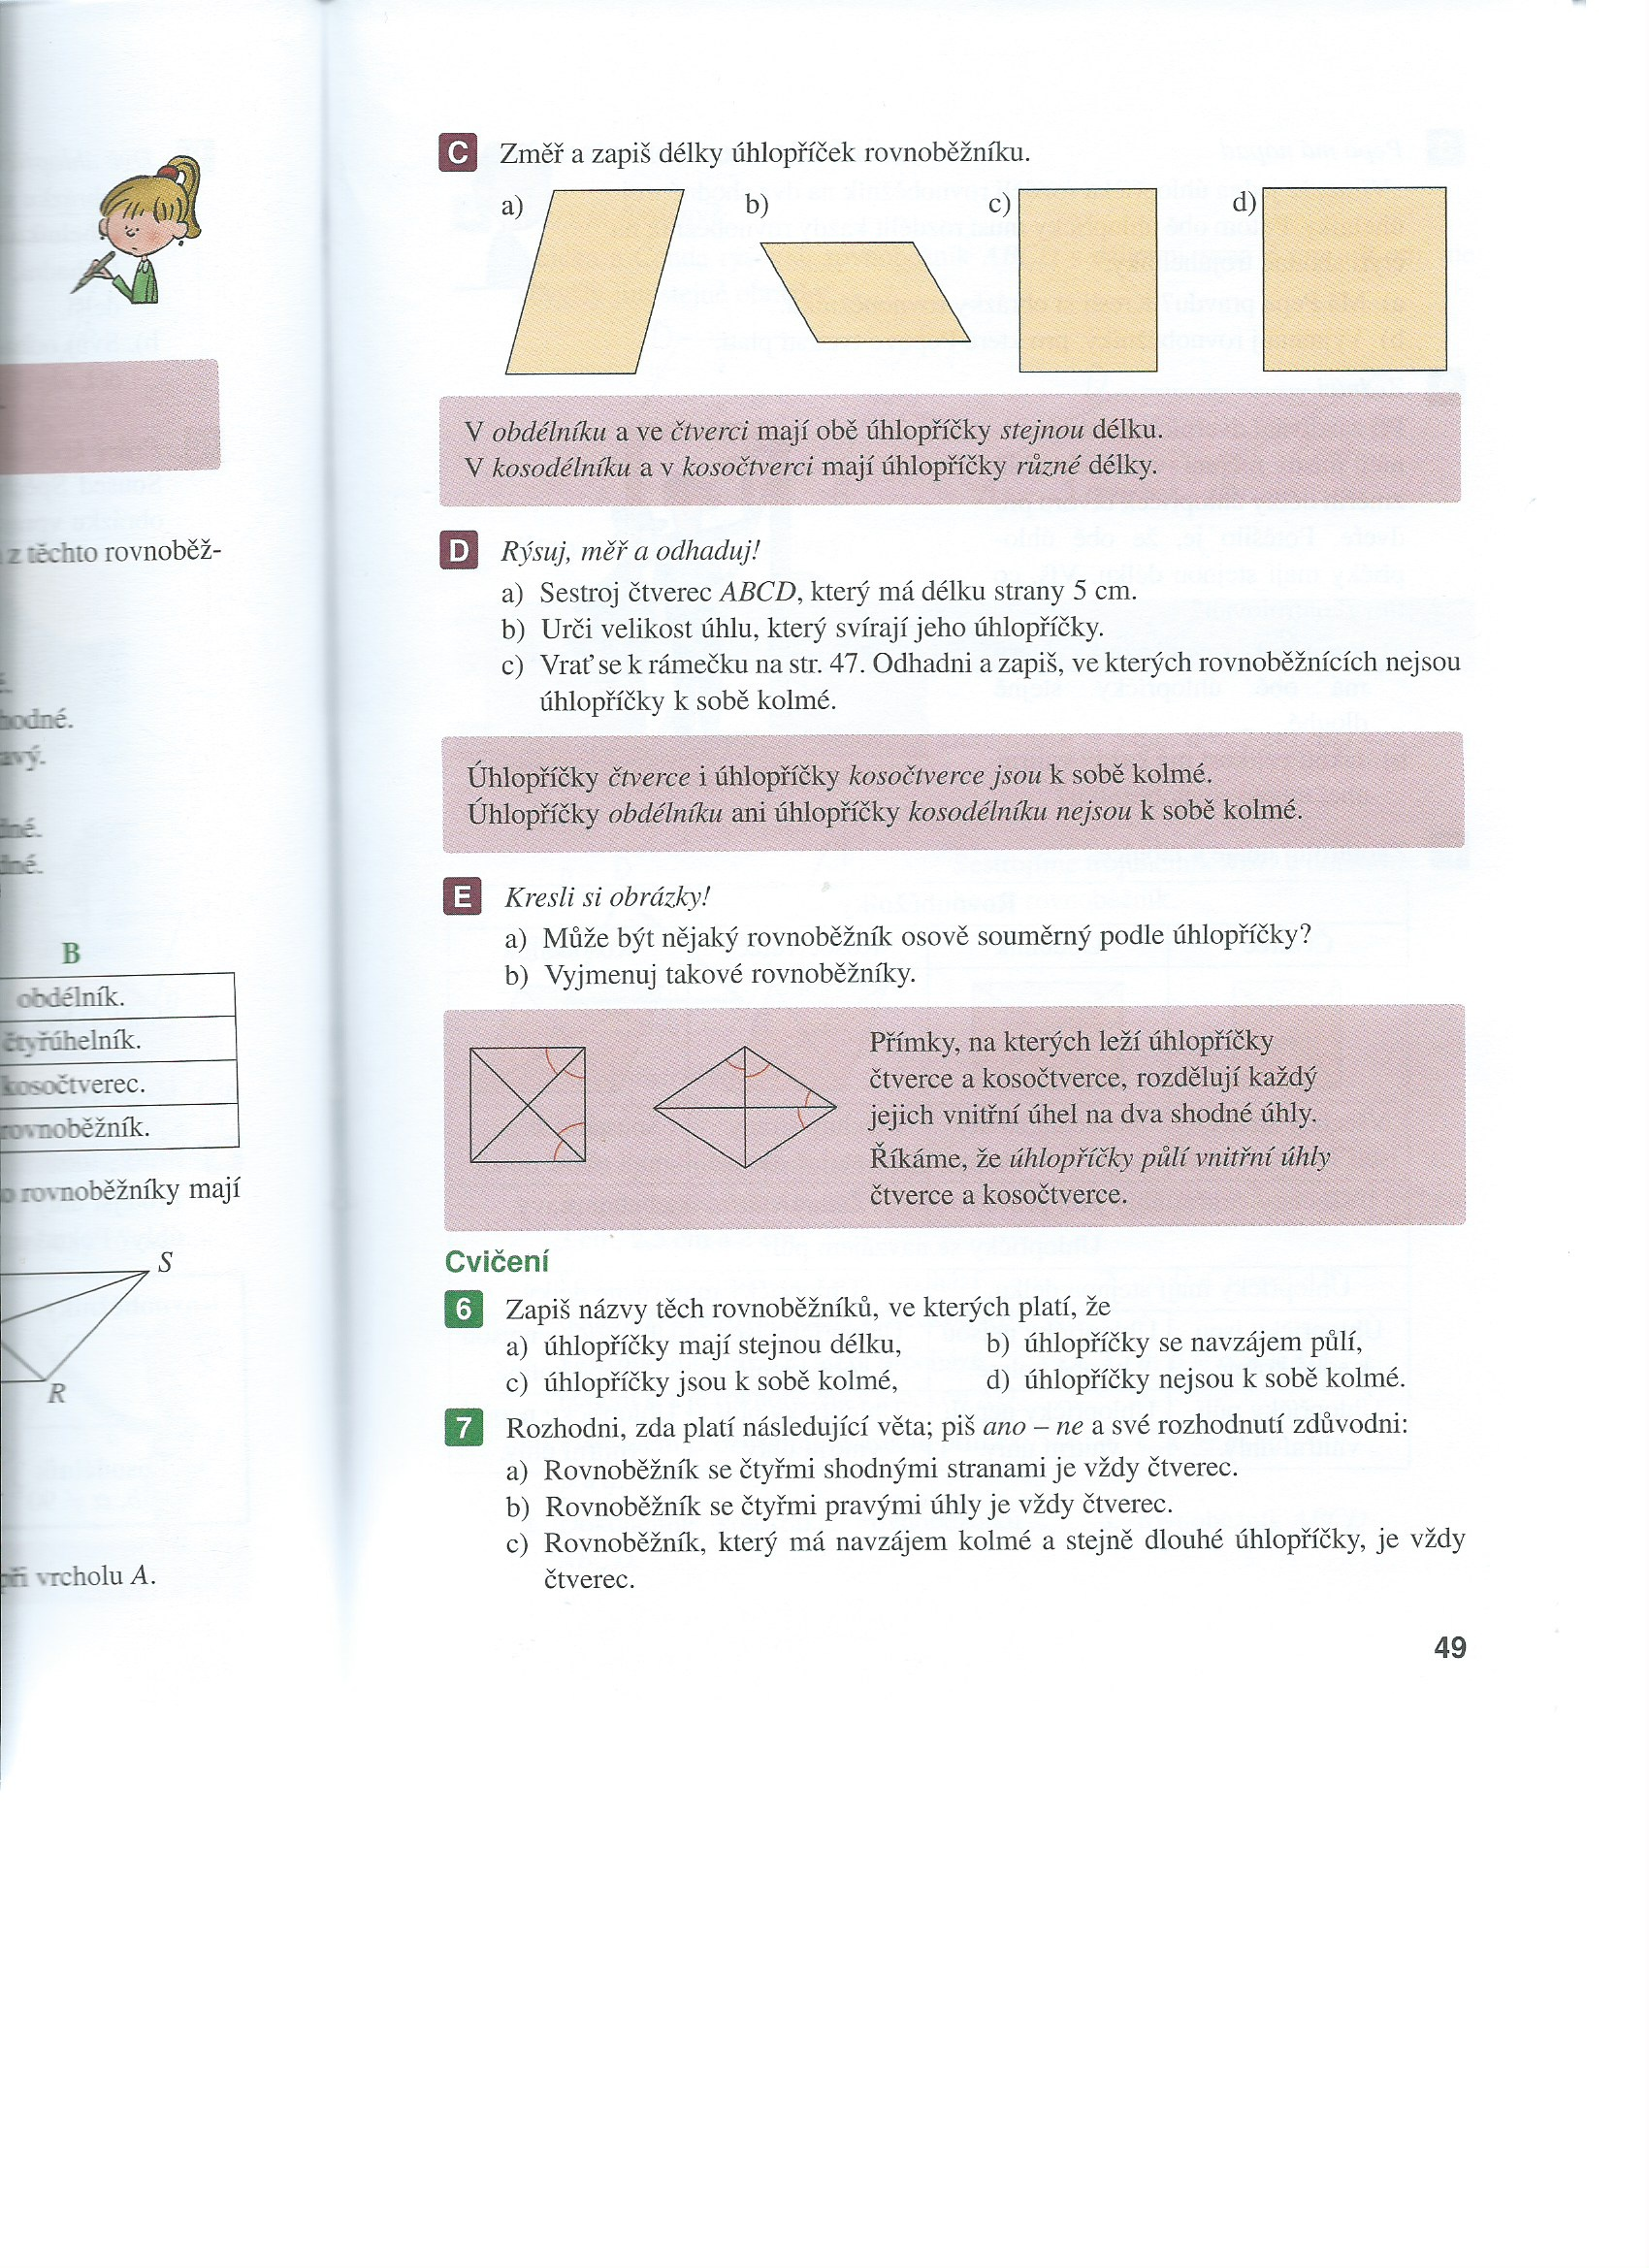 z těchto rovnoběž-
hodné.
avý.
dné.
dné.
B
obdélník.
čtyřúhelník.
kosočtverec.
rovnoběžník.
o rovnoběžníky mají
S
R
při vrcholu A.
C Změř a zapiš délky úhlopříček rovnoběžníku.
a) b) c) d)
V obdélníku a ve čtverci mají obě úhlopříčky stejnou délku.
V kosodélníku a v kosočtverci mají úhlopříčky různé délky.
D Rýsuj, měř a odhaduj!
a) Sestroj čtverec ABCD, který má délku strany 5 cm.
b) Urči velikost úhlu, který svírají jeho úhlopříčky.
c) Vrať se k rámečku na str. 47. Odhadni a zapiš, ve kterých rovnoběžnících nejsou
úhlopříčky k sobě kolmé.
Úhlopříčky čtverce i úhlopříčky kosočtverce jsou k sobě kolmé.
Úhlopříčky obdélníku ani úhlopříčky kosodélníku nejsou k sobě kolmé.
E Kresli si obrázky!
a) Může být nějaký rovnoběžník osově souměrný podle úhlopříčky?
b) Vyjmenuj takové rovnoběžníky.
Přímky, na kterých leží úhlopříčky
čtverce a kosočtverce, rozdělují každý
jejich vnitřní úhel na dva shodné úhly.
Říkáme, že úhlopříčky půlí vnitřní úhly
čtverce a kosočtverce.
Cvičení
6 Zapiš názvy těch rovnoběžníků, ve kterých platí, že
a) úhlopříčky mají stejnou délku, b) úhlopříčky se navzájem půlí,
c) úhlopříčky jsou k sobě kolmé, d) úhlopříčky nejsou k sobě kolmé.
7 Rozhodni, zda platí následující věta; piš ano – ne a své rozhodnutí zdůvodni:
a) Rovnoběžník se čtyřmi shodnými stranami je vždy čtverec.
b) Rovnoběžník se čtyřmi pravými úhly je vždy čtverec.
c) Rovnoběžník, který má navzájem kolmé a stejně dlouhé úhlopříčky, je vždy
čtverec.
49